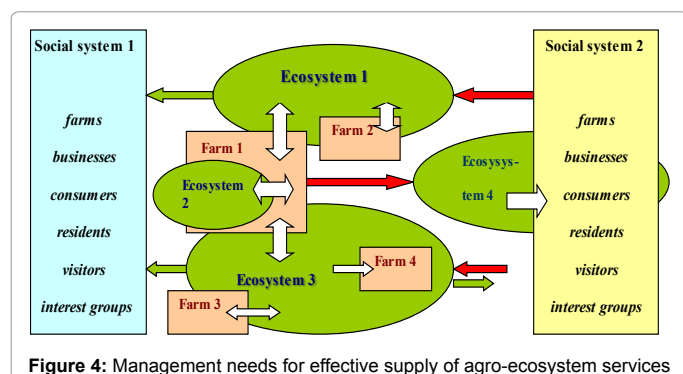 Social system 1
farms
businesses
consumers
residents
visitors
interest groups
Ecosystem 1
Farm 2
Farm 1
Ecosystem
2
Ecosysys-
tem 4
Ecosystem 3
Farm 4
Farm 3
Social system 2
farms
businesses
consumers
residents
visitors
interest groups
Figure 4: Management needs for effective supply of agro-ecosystem services